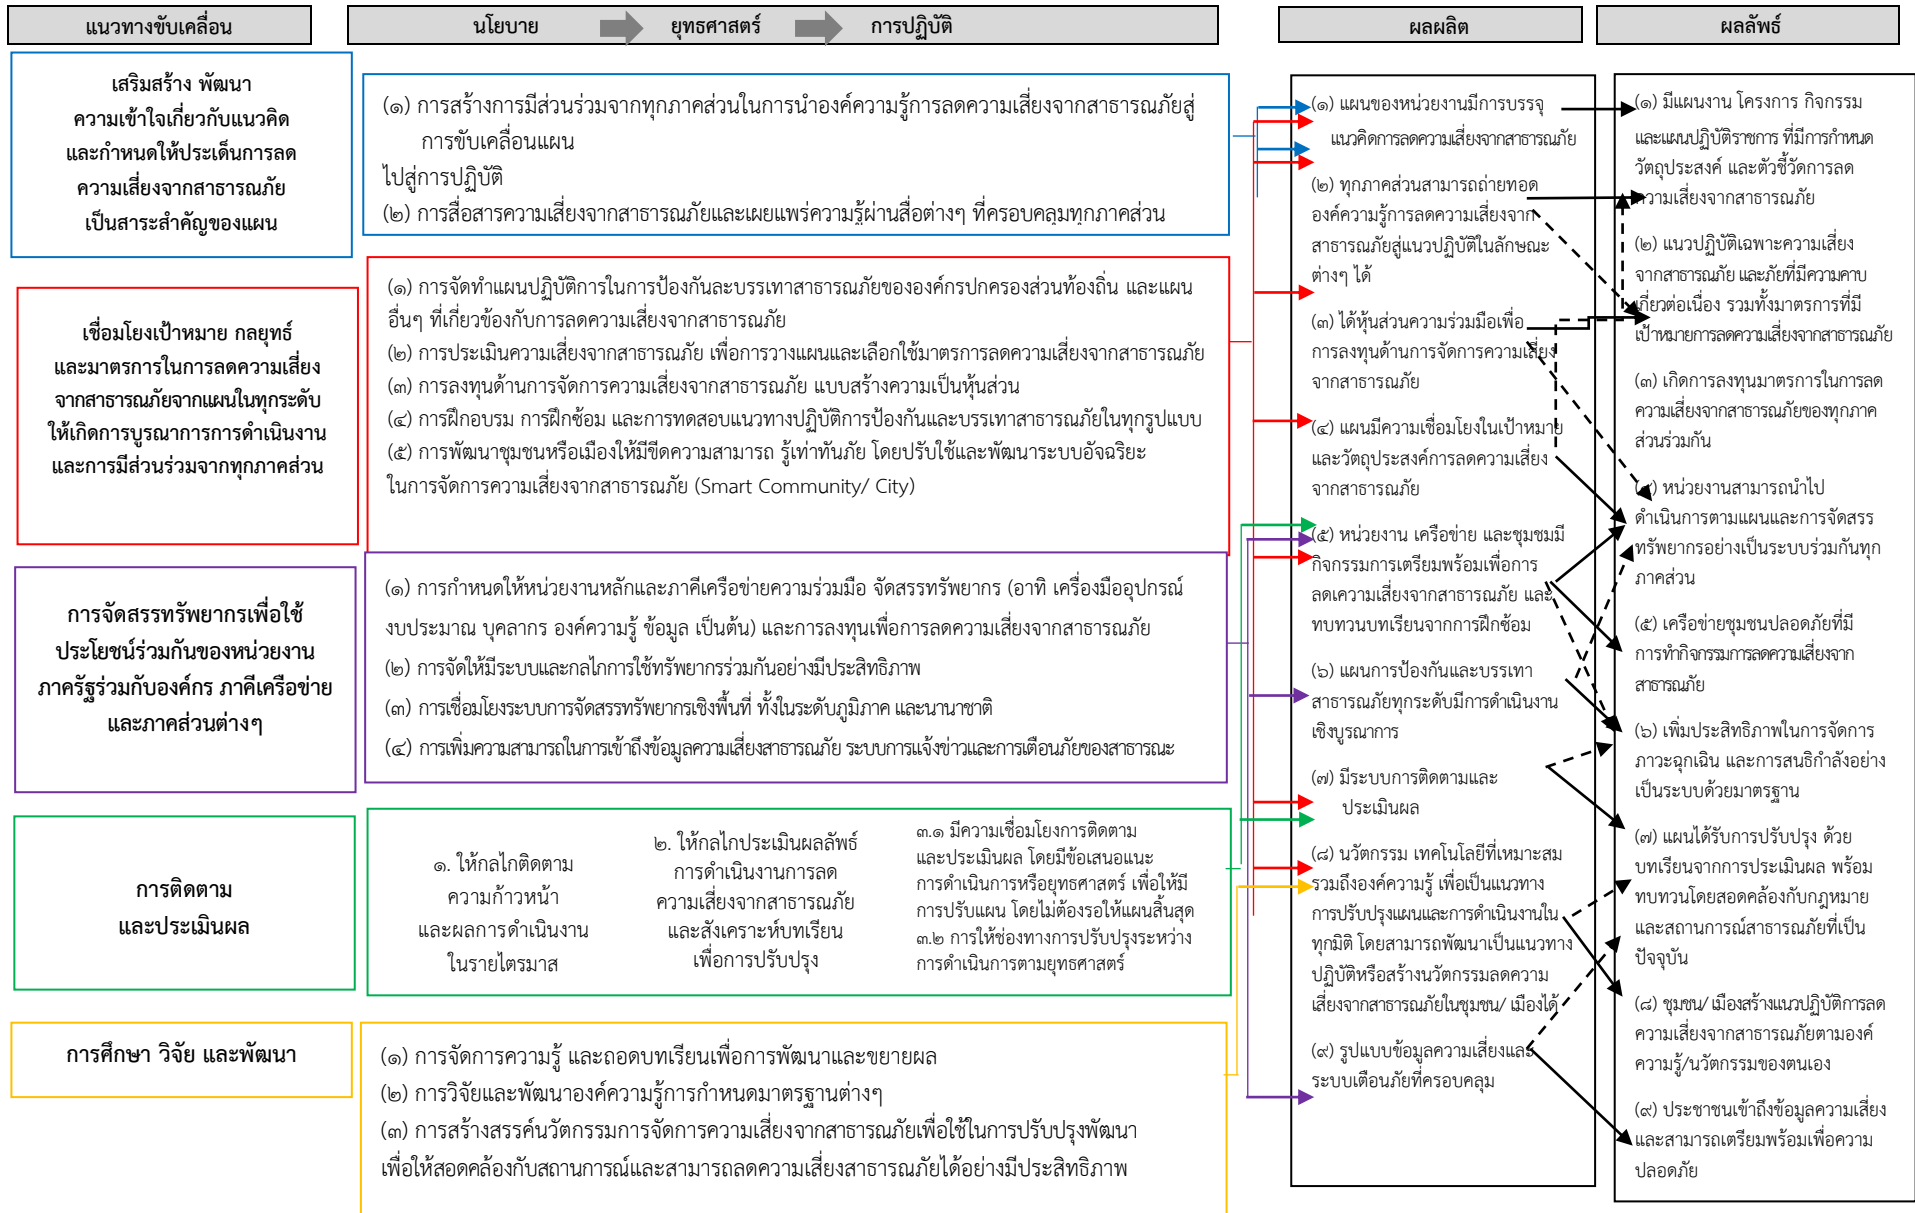 แนวทางขับเคลื่อน
นโยบาย
ยุทธศาสตร์
การปฏิบัติ
ผลผลิต
ผลลัพธ์
เสริมสร้าง พัฒนา
ความเข้าใจเกี่ยวกับแนวคิด
และกำหนดให้ประเด็นการลด
ความเสี่ยงจากสาธารณภัย
เป็นสาระสำคัญของแผน
(๑) การสร้างการมีส่วนร่วมจากทุกภาคส่วนในการนำองค์ความรู้การลดความเสี่ยงจากสาธารณภัยสู่
การขับเคลื่อนแผน
ไปสู่การปฏิบัติ
(๒) การสื่อสารความเสี่ยงจากสาธารณภัยและเผยแพร่ความรู้ผ่านสื่อต่างๆ ที่ครอบคลุมทุกภาคส่วน
เชื่อมโยงเป้าหมาย กลยุทธ์
และมาตรการในการลดความเสี่ยง
จากสาธารณภัยจากแผนในทุกระดับ
ให้เกิดการบูรณาการการดำเนินงาน
และการมีส่วนร่วมจากทุกภาคส่วน
(๑) การจัดทำแผนปฏิบัติการในการป้องกันละบรรเทาสาธารณภัยขององค์กรปกครองส่วนท้องถิ่น และแผน
อื่นๆ ที่เกี่ยวข้องกับการลดความเสี่ยงจากสาธารณภัย
(๒) การประเมินความเสี่ยงจากสาธารณภัย เพื่อการวางแผนและเลือกใช้มาตรการลดความเสี่ยงจากสาธารณภัย
(๓) การลงทุนด้านการจัดการความเสี่ยงจากสาธารณภัย แบบสร้างความเป็นหุ้นส่วน
(๔) การฝึกอบรม การฝึกซ้อม และการทดสอบแนวทางปฏิบัติการป้องกันและบรรเทาสาธารณภัยในทุกรูปแบบ
(๕) การพัฒนาชุมชนหรือเมืองให้มีขีดความสามารถ รู้เท่าทันภัย โดยปรับใช้และพัฒนาระบบอัจฉริยะ
ในการจัดการความเสี่ยงจากสาธารณภัย (Smart Community/ City)
การจัดสรรทรัพยากรเพื่อใช้
ประโยชน์ร่วมกันของหน่วยงาน
ภาครัฐร่วมกับองค์กร ภาคีเครือข่าย
และภาคส่วนต่างๆ
(๑) การกำหนดให้หน่วยงานหลักและภาคีเครือข่ายความร่วมมือ จัดสรรทรัพยากร (อาทิ เครื่องมืออุปกรณ์
งบประมาณ บุคลากร องค์ความรู้ ข้อมูล เป็นต้น) และการลงทุนเพื่อการลดความเสี่ยงจากสาธารณภัย
(๒) การจัดให้มีระบบและกลไกการใช้ทรัพยากรร่วมกันอย่างมีประสิทธิภาพ
(๓) การเชื่อมโยงระบบการจัดสรรทรัพยากรเชิงพื้นที่ ทั้งในระดับภูมิภาค และนานาชาติ
(๔) การเพิ่มความสามารถในการเข้าถึงข้อมูลความเสี่ยงสาธารณภัย ระบบการแจ้งข่าวและการเตือนภัยของสาธารณะ
การติดตาม
และประเมินผล
๑. ให้กลไกติดตาม
ความก้าวหน้า
และผลการดำเนินงาน
ในรายไตรมาส
๒. ให้กลไกประเมินผลลัพธ์
การดำเนินงานการลด
ความเสี่ยงจากสาธารณภัย
และสังเคราะห์บทเรียน
เพื่อการปรับปรุง
๓.๑ มีความเชื่อมโยงการติดตาม
และประเมินผล โดยมีข้อเสนอแนะ
การดำเนินการหรือยุทธศาสตร์ เพื่อให้มี
การปรับแผน โดยไม่ต้องรอให้แผนสิ้นสุด
๓.๒ การให้ช่องทางการปรับปรุงระหว่าง
การดำเนินการตามยุทธศาสตร์
การศึกษา วิจัย และพัฒนา
(๑) การจัดการความรู้ และถอดบทเรียนเพื่อการพัฒนาและขยายผล
(๒) การวิจัยและพัฒนาองค์ความรู้การกำหนดมาตรฐานต่างๆ
(๓) การสร้างสรรค์นวัตกรรมการจัดการความเสี่ยงจากสาธารณภัยเพื่อใช้ในการปรับปรุงพัฒนา
เพื่อให้สอดคล้องกับสถานการณ์และสามารถลดความเสี่ยงสาธารณภัยได้อย่างมีประสิทธิภาพ
(๑) แผนของหน่วยงานมีการบรรจุ
แนวคิดการลดความเสี่ยงจากสาธารณภัย
(๒) ทุกภาคส่วนสามารถถ่ายทอด
องค์ความรู้การลดความเสี่ยงจาก
สาธารณภัยสู่แนวปฏิบัติในลักษณะ
ต่างๆ ได้
(๓) ได้หุ้นส่วนความร่วมมือเพื่อ
การลงทุนด้านการจัดการความเสี่ยง
จากสาธารณภัย
(๔) แผนมีความเชื่อมโยงในเป้าหมาย
และวัตถุประสงค์การลดความเสี่ยง
จากสาธารณภัย
(๕) หน่วยงาน เครือข่าย และชุมชมมี
กิจกรรมการเตรียมพร้อมเพื่อการ
ลดเความเสี่ยงจากสาธารณภัย และ
ทบทวนบทเรียนจากการฝึกซ้อม
(๖) แผนการป้องกันและบรรเทา
สาธารณภัยทุกระดับมีการดำเนินงาน
เชิงบูรณาการ
(๗) มีระบบการติดตามและ
ประเมินผล
(๘) นวัตกรรม เทคโนโลยีที่เหมาะสม
รวมถึงองค์ความรู้ เพื่อเป็นแนวทาง
การปรับปรุงแผนและการดำเนินงานใน
ทุกมิติ โดยสามารถพัฒนาเป็นแนวทาง
ปฏิบัติหรือสร้างนวัตกรรมลดความ
เสี่ยงจากสาธารณภัยในชุมชน/ เมืองได้
(๙) รูปแบบข้อมูลความเสี่ยงและ
ระบบเตือนภัยที่ครอบคลุม
(๑) มีแผนงาน โครงการ กิจกรรม
และแผนปฏิบัติราชการ ที่มีการกำหนด
วัตถุประสงค์ และตัวชี้วัดการลด
ความเสี่ยงจากสาธารณภัย
(๒) แนวปฏิบัติเฉพาะความเสี่ยง
จากสาธารณภัย และภัยที่มีความคาบ
เกี่ยวต่อเนื่อง รวมทั้งมาตรการที่มี
เป้าหมายการลดความเสี่ยงจากสาธารณภัย
(๓) เกิดการลงทุนมาตรการในการลด
ความเสี่ยงจากสาธารณภัยของทุกภาค
ส่วนร่วมกัน
(๔) หน่วยงานสามารถนำไป
ดำเนินการตามแผนและการจัดสรร
ทรัพยากรอย่างเป็นระบบร่วมกันทุก
ภาคส่วน
(๕) เครือข่ายชุมชนปลอดภัยที่มี
การทำกิจกรรมการลดความเสี่ยงจาก
สาธารณภัย
(๖) เพิ่มประสิทธิภาพในการจัดการ
ภาวะฉุกเฉิน และการสนธิกำลังอย่าง
เป็นระบบด้วยมาตรฐาน
(๗) แผนได้รับการปรับปรุง ด้วย
บทเรียนจากการประเมินผล พร้อม
ทบทวนโดยสอดคล้องกับกฎหมาย
และสถานการณ์สาธารณภัยที่เป็น
ปัจจุบัน
(๘) ชุมชน/ เมืองสร้างแนวปฏิบัติการลด
ความเสี่ยงจากสาธารณภัยตามองค์
ความรู้/นวัตกรรมของตนเอง
(๙) ประชาชนเข้าถึงข้อมูลความเสี่ยง
และสามารถเตรียมพร้อมเพื่อความ
ปลอดภัย